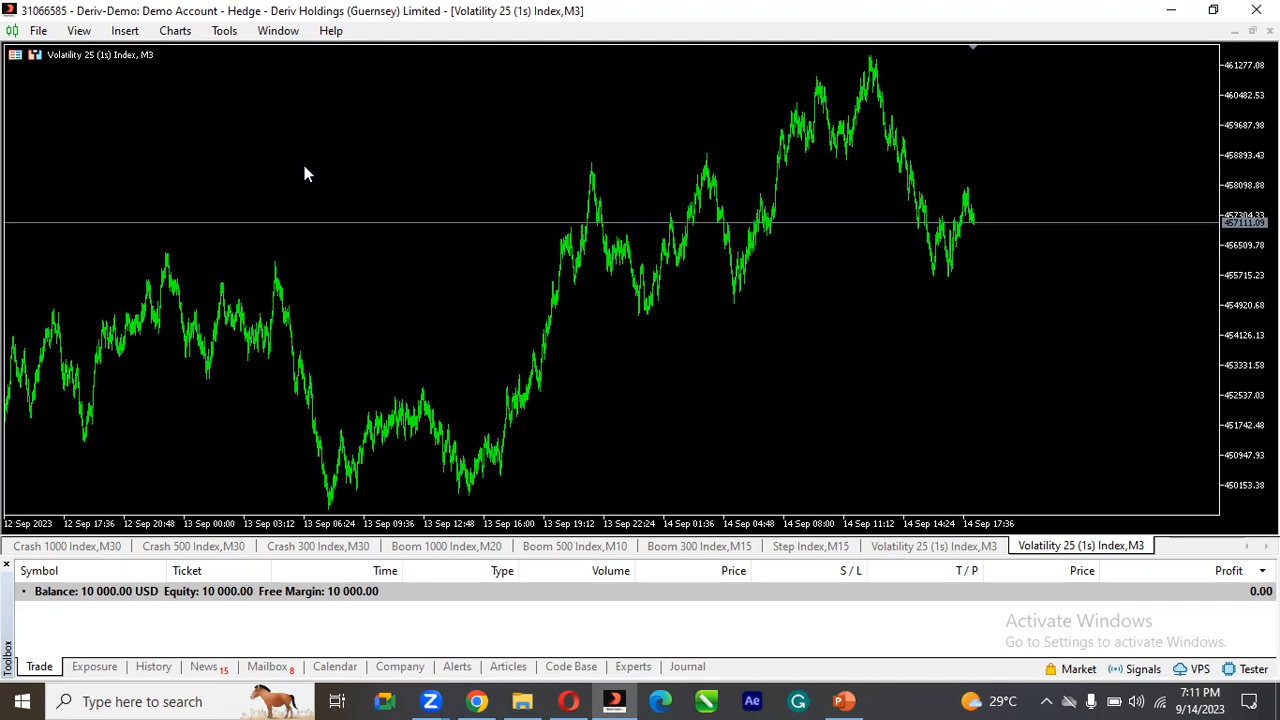 31066585 - Deriv-Demo: Demo Account - Hedge - Deriv Holdings (Guernsey) Limited - [Volatility 25 (1s) Index,M3]
File View Insert Charts Tools Window Help
Volatility 25 (1s) Index, M3
461277.08
460482.53
459687.98
458893.43
458098.88
457304.33
457111.03
456509.78
455715.23
454920.68
454126.13
453331.58
452537.03
451742.48
450947.93
450153.38
12 Sep 2023 12 Sep 17:36 12 Sep 20:48 13 Sep 00:00 13 Sep 03:12 13 Sep 06:24 13 Sep 09:36 13 Sep 12:48 13 Sep 16:00 13 Sep 19:12 13 Sep 22:24 14 Sep 01:36 14 Sep 04:48 14 Sep 08:00 14 Sep 11:12 14 Sep 14:24 14 Sep 17:36
Crash 1000 Index,M30 Crash 500 Index,M30 Crash 300 Index,M30 Boom 1000 Index,M20 Boom 500 Index,M10 Boom 300 Index,M15 Step Index,M15 Volatility 25 (1s) Index,M3 Volatility 25 (1s) Index,M3
Symbol Ticket Time Type Volume Price S / L T / P Price Profit
Balance: 10 000.00 USD Equity: 10 000.00 Free Margin: 10 000.00 0.00
Activate Windows
Go to Settings to activate Windows.
Toolbox
Trade Exposure History News 15 Mailbox 8 Calendar Company Alerts Articles Code Base Experts Journal Market Signals VPS Tester
Type here to search 29°C 7:11 PM
9/14/2023